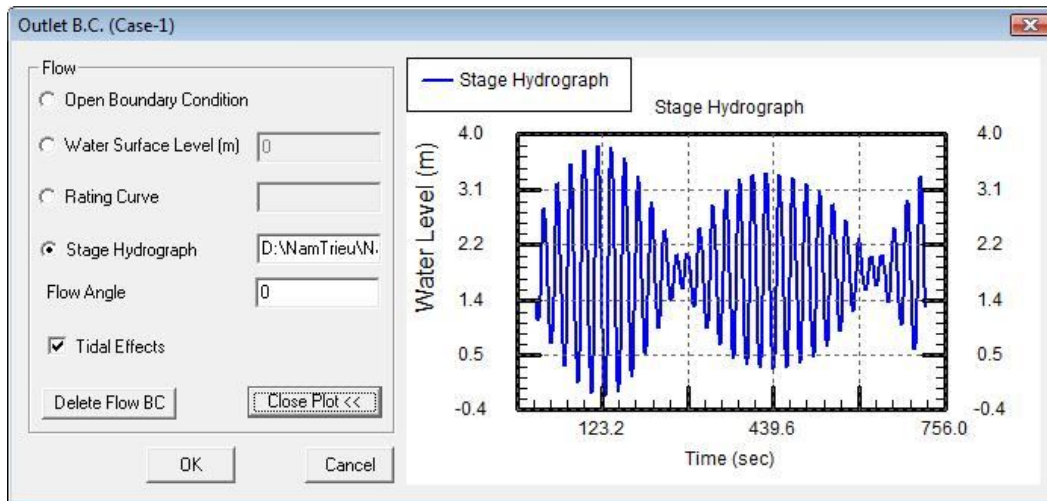 Outlet B.C. (Case-1)
Flow
Open Boundary Condition
Water Surface Level (m) 0
Rating Curve
Stage Hydrograph D:\NamTrieu\N
Flow Angle 0
Tidal Effects
Delete Flow BC Close Plot <<
OK Cancel
Stage Hydrograph
Stage Hydrograph
Water Level (m)
4.0 4.0
3.1 3.1
2.2 2.2
1.4 1.4
0.5 0.5
-0.4 -0.4
123.2 439.6 756.0
Time (sec)